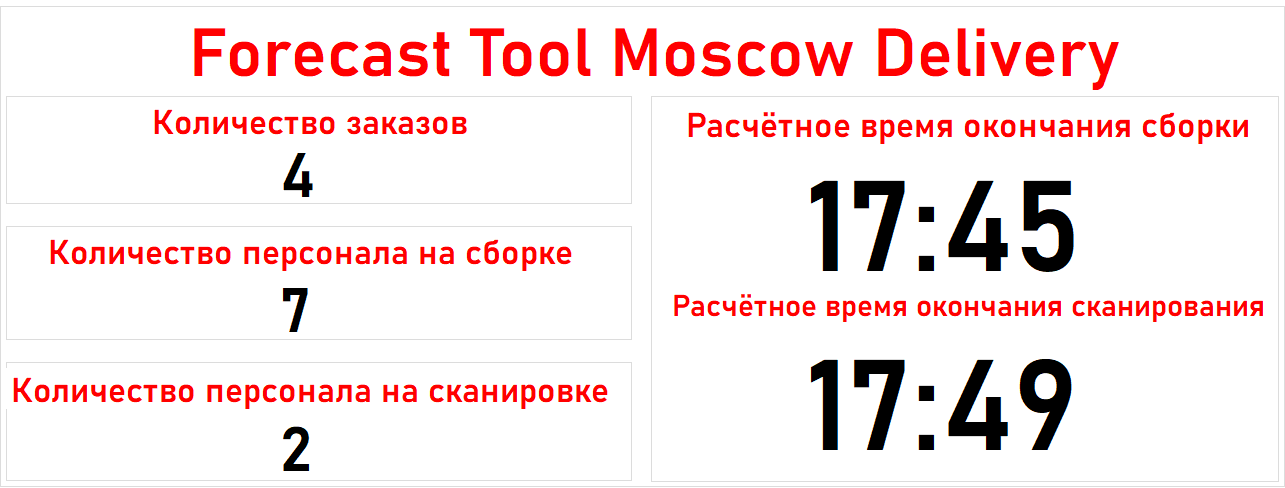 Forecast Tool Moscow Delivery
Количество заказов
4
Количество персонала на сборке
7
Количество персонала на сканировке
2
Расчётное время окончания сборки
17:45
Расчётное время окончания сканирования
17:49